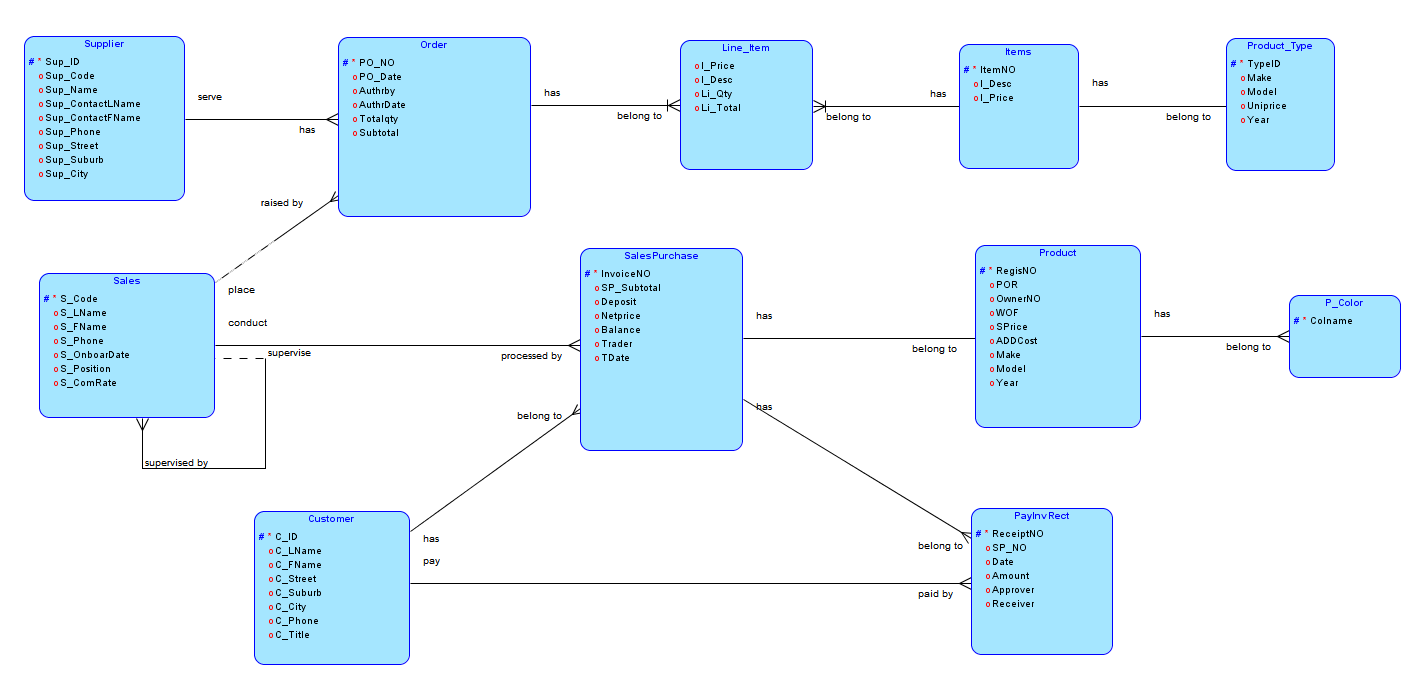 Supplier
# * Sup_ID
o Sup_Code
o Sup_Name
o Sup_ContactLName
o Sup_ContactFName
o Sup_Phone
o Sup_Street
o Sup_Suburb
o Sup_City
serve
has
Order
# * PO_NO
o PO_Date
o Authrby
o AuthrDate
o Totalqty
o Subtotal
has
belong to
Line_Item
o I_Price
o I_Desc
o Li_Qty
o Li_Total
has
belong to
Items
# * ItemNO
o I_Desc
o I_Price
has
belong to
Product_Type
# * TypeID
o Make
o Model
o Uniprice
o Year
raised by
place
Sales
# * S_Code
o S_LName
o S_FName
o S_Phone
o S_OnboarDate
o S_Position
o S_ComRate
conduct
processed by
supervise
supervised by
SalesPurchase
# * InvoiceNO
o SP_Subtotal
o Deposit
o Netprice
o Balance
o Trader
o TDate
has
belong to
Product
# * RegisNO
o POR
o OwnerNO
o WOF
o SPrice
o ADDCost
o Make
o Model
o Year
has
belong to
P_Color
# * Colname
belong to
has
has
belong to
Customer
# * C_ID
o C_LName
o C_FName
o C_Street
o C_Suburb
o C_City
o C_Phone
o C_Title
pay
paid by
PayInvRect
# * ReceiptNO
o SP_NO
o Date
o Amount
o Approver
o Receiver